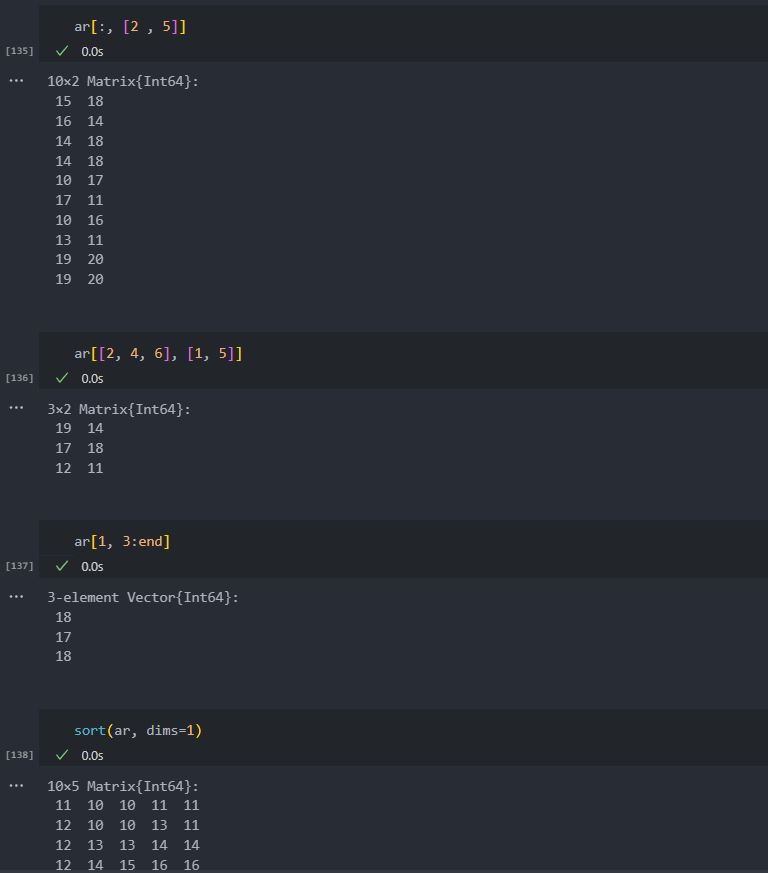 ar[:, [2 , 5]]
[135] ✓ 0.0s
... 10×2 Matrix{Int64}:
15 18
16 14
14 18
14 18
10 17
17 11
10 16
13 11
19 20
19 20
ar[[2, 4, 6], [1, 5]]
[136] ✓ 0.0s
... 3×2 Matrix{Int64}:
19 14
17 18
12 11
ar[1, 3:end]
[137] ✓ 0.0s
... 3-element Vector{Int64}:
18
17
18
sort(ar, dims=1)
[138] ✓ 0.0s
... 10×5 Matrix{Int64}:
11 10 10 11 11
12 10 10 13 11
12 13 13 14 14
12 14 15 16 16